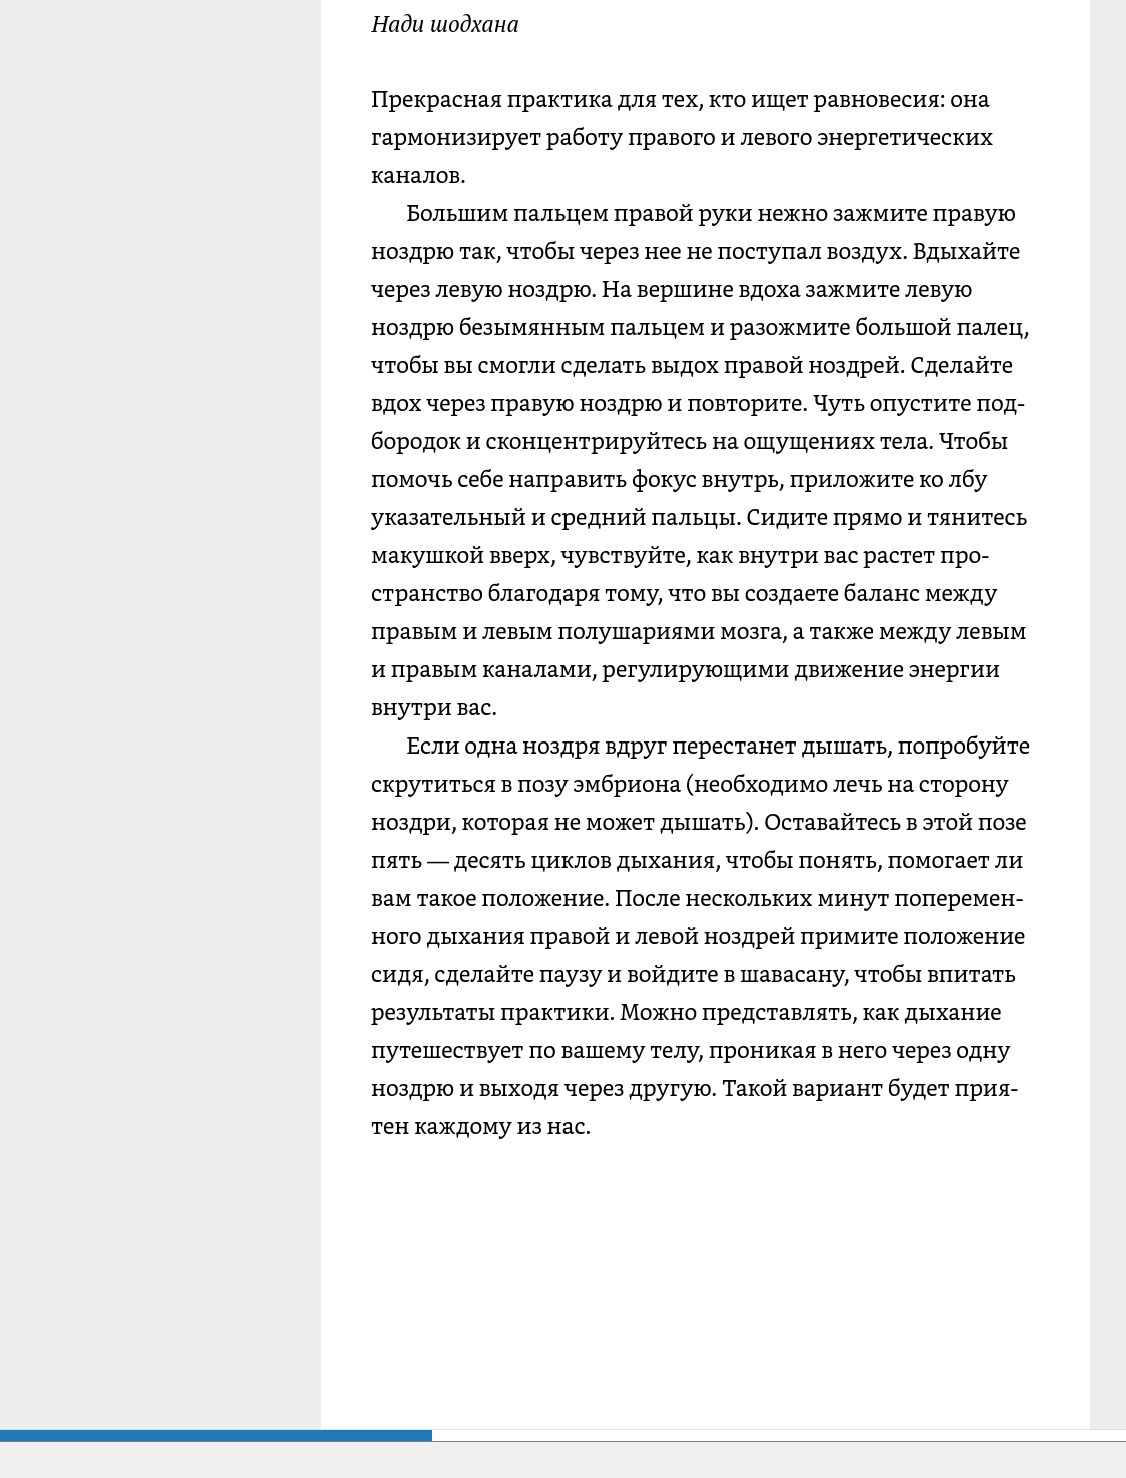 Нади шодхана
Прекрасная практика для тех, кто ищет равновесия: она
гармонизирует работу правого и левого энергетических
каналов.
Большим пальцем правой руки нежно зажмите правую
ноздрю так, чтобы через нее не поступал воздух. Вдыхайте
через левую ноздрю. На вершине вдоха зажмите левую
ноздрю безымянным пальцем и разожмите большой палец,
чтобы вы смогли сделать выдох правой ноздрей. Сделайте
вдох через правую ноздрю и повторите. Чуть опустите под-
бородок и сконцентрируйтесь на ощущениях тела. Чтобы
помочь себе направить фокус внутрь, приложите ко лбу
указательный и средний пальцы. Сидите прямо и тянитесь
макушкой вверх, чувствуйте, как внутри вас растет про-
странство благодаря тому, что вы создаете баланс между
правым и левым полушариями мозга, а также между левым
и правым каналами, регулирующими движение энергии
внутри вас.
Если одна ноздря вдруг перестанет дышать, попробуйте
скрутиться в позу эмбриона (необходимо лечь на сторону
ноздри, которая не может дышать). Оставайтесь в этой позе
пять — десять циклов дыхания, чтобы понять, помогает ли
вам такое положение. После нескольких минут поперемен-
ного дыхания правой и левой ноздрей примите положение
сидя, сделайте паузу и войдите в шавасану, чтобы впитать
результаты практики. Можно представлять, как дыхание
путешествует по вашему телу, проникая в него через одну
ноздрю и выходя через другую. Такой вариант будет прия-
тен каждому из нас.